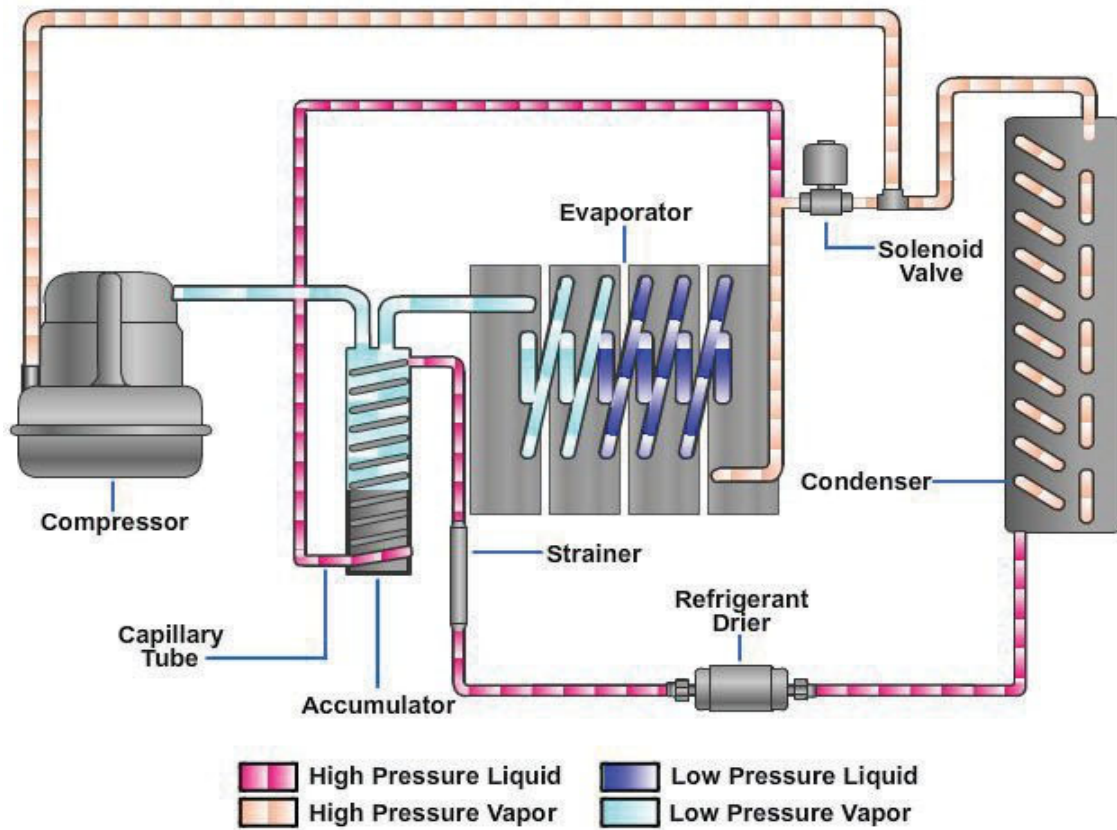 Evaporator
Solenoid
Valve
Compressor
Condenser
Strainer
Refrigerant
Drier
Capillary
Tube
Accumulator
High Pressure Liquid
Low Pressure Liquid
High Pressure Vapor
Low Pressure Vapor